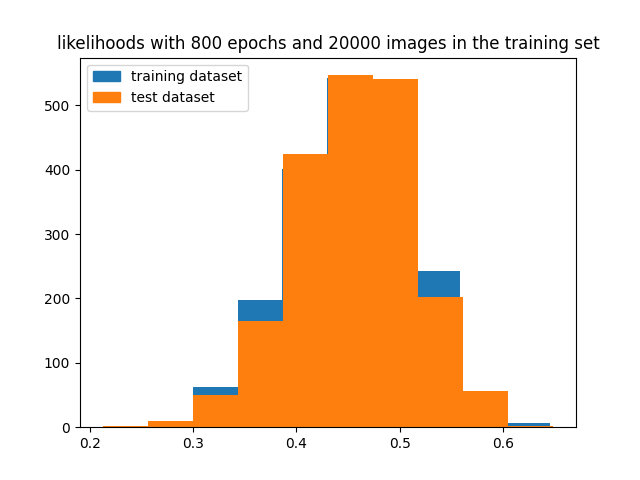 likelihoods with 800 epochs and 20000 images in the training set
training dataset
test dataset
500
400
300
200
100
0
0.2 0.3 0.4 0.5 0.6